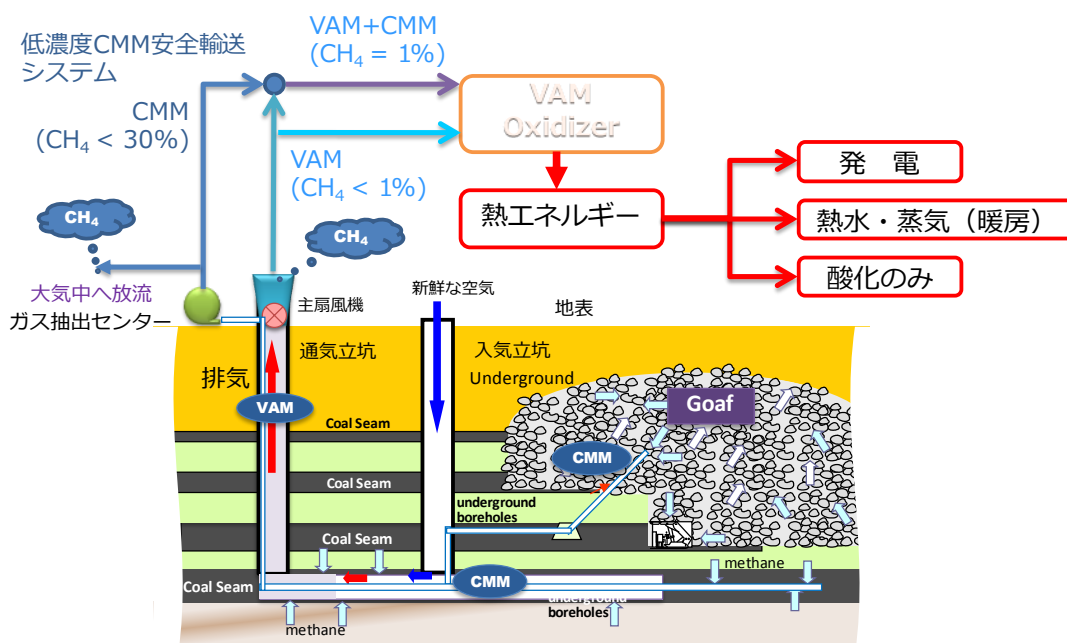 低濃度CMM安全輸送
システム
CMM
(CH₄ < 30%)
VAM+CMM
(CH₄ = 1%)
VAM
Oxidizer
VAM
(CH₄ < 1%)
熱エネルギー
発 電
熱水・蒸気（暖房）
酸化のみ
CH₄
CH₄
大気中へ放流
ガス抽出センター
主扇風機
新鮮な空気
地表
排気
通気立坑
入気立坑
Underground
VAM
Goaf
Coal Seam
CMM
Coal Seam
underground
boreholes
Coal Seam
Coal Seam
CMM
methane
underground
boreholes
methane